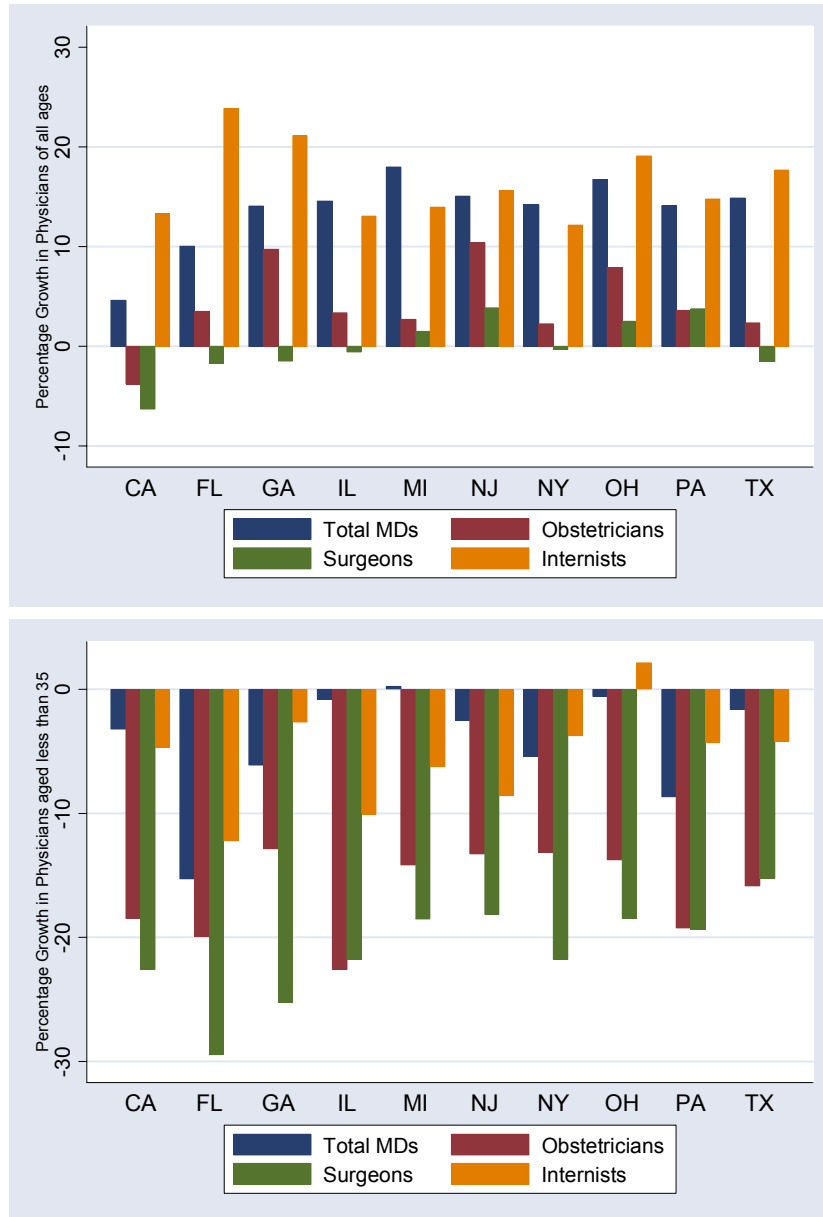 Percentage Growth in Physicians of all ages
30
20
10
0
-10
CA FL GA IL MI NJ NY OH PA TX
Total MDs Obstetricians
Surgeons Internists
Percentage Growth in Physicians aged less than 35
0
-10
-20
-30
CA FL GA IL MI NJ NY OH PA TX
Total MDs Obstetricians
Surgeons Internists